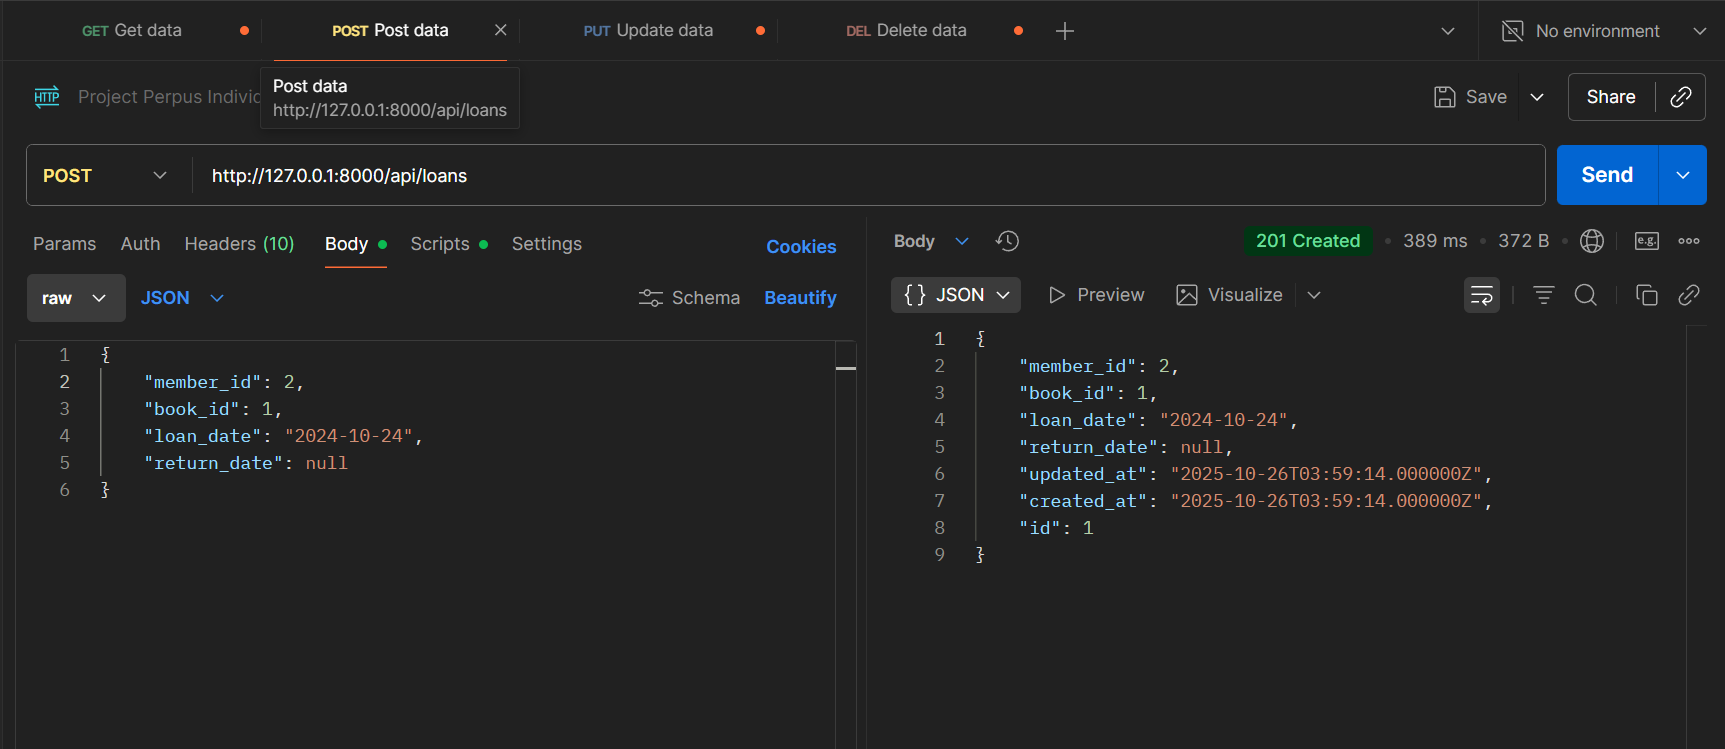 GET Get data
POST Post data
PUT Update data
DEL Delete data
No environment
HTTP Project Perpus
Post data
http://127.0.0.1:8000/api/loans
Save
Share
POST
http://127.0.0.1:8000/api/loans
Send
Params Auth Headers (10) Body Scripts Settings Cookies
raw JSON Schema Beautify
1 {
2 "member_id": 2,
3 "book_id": 1,
4 "loan_date": "2024-10-24",
5 "return_date": null
6 }
Body 201 Created 389 ms 372 B e.g.
{} JSON Preview Visualize
1 {
2 "member_id": 2,
3 "book_id": 1,
4 "loan_date": "2024-10-24",
5 "return_date": null,
6 "updated_at": "2025-10-26T03:59:14.000000Z",
7 "created_at": "2025-10-26T03:59:14.000000Z",
8 "id": 1
9 }